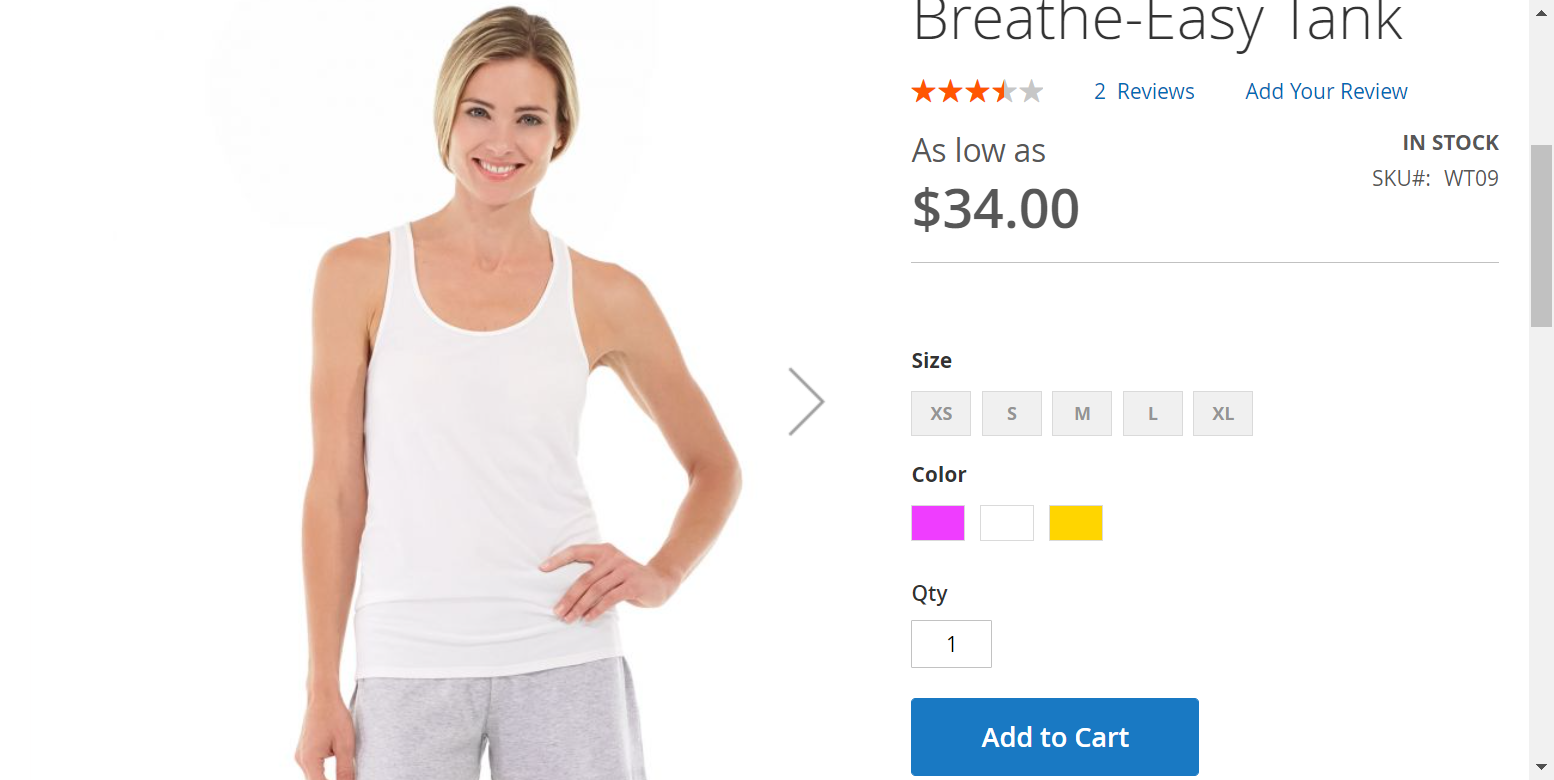 Breathe-Easy Tank
2 Reviews Add Your Review
As low as
IN STOCK
$34.00
SKU#: WT09
Size
XS S M L XL
Color
Qty
1
Add to Cart